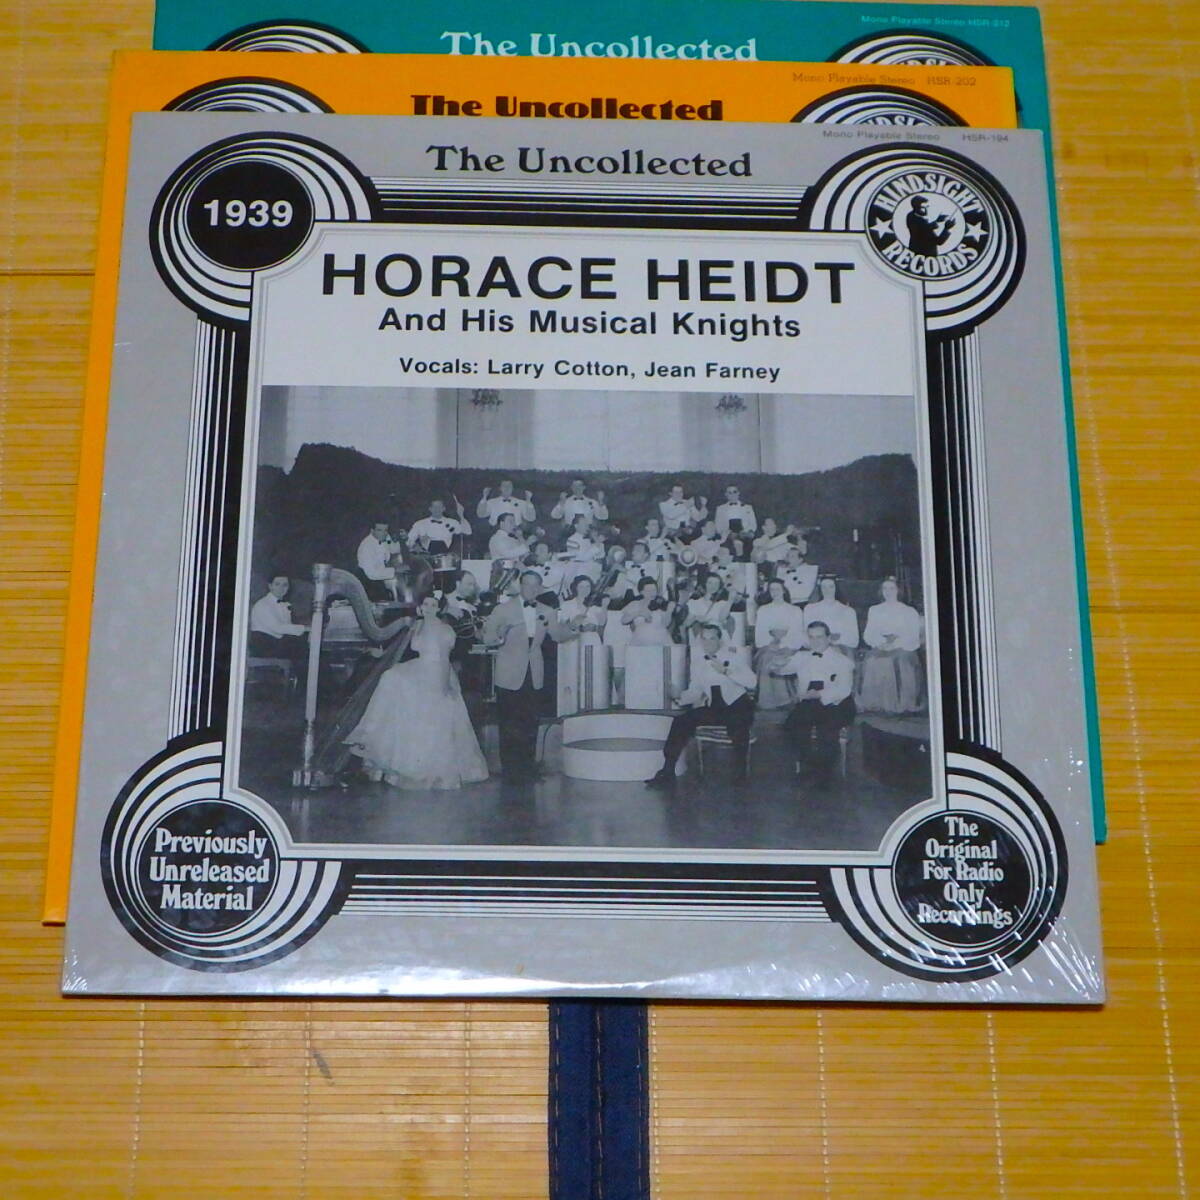 Mono Playable Stereo HSR-212
The Uncollected
Mono Playable Stereo HSR-202
The Uncollected
Mono Playable Stereo HSR-194
The Uncollected
1939
HINDSIGHT
RECORDS
HORACE HEIDT
And His Musical Knights
Vocals: Larry Cotton, Jean Farney
Previously
Unreleased
Material
The
Original
For Radio
Only
Recordings